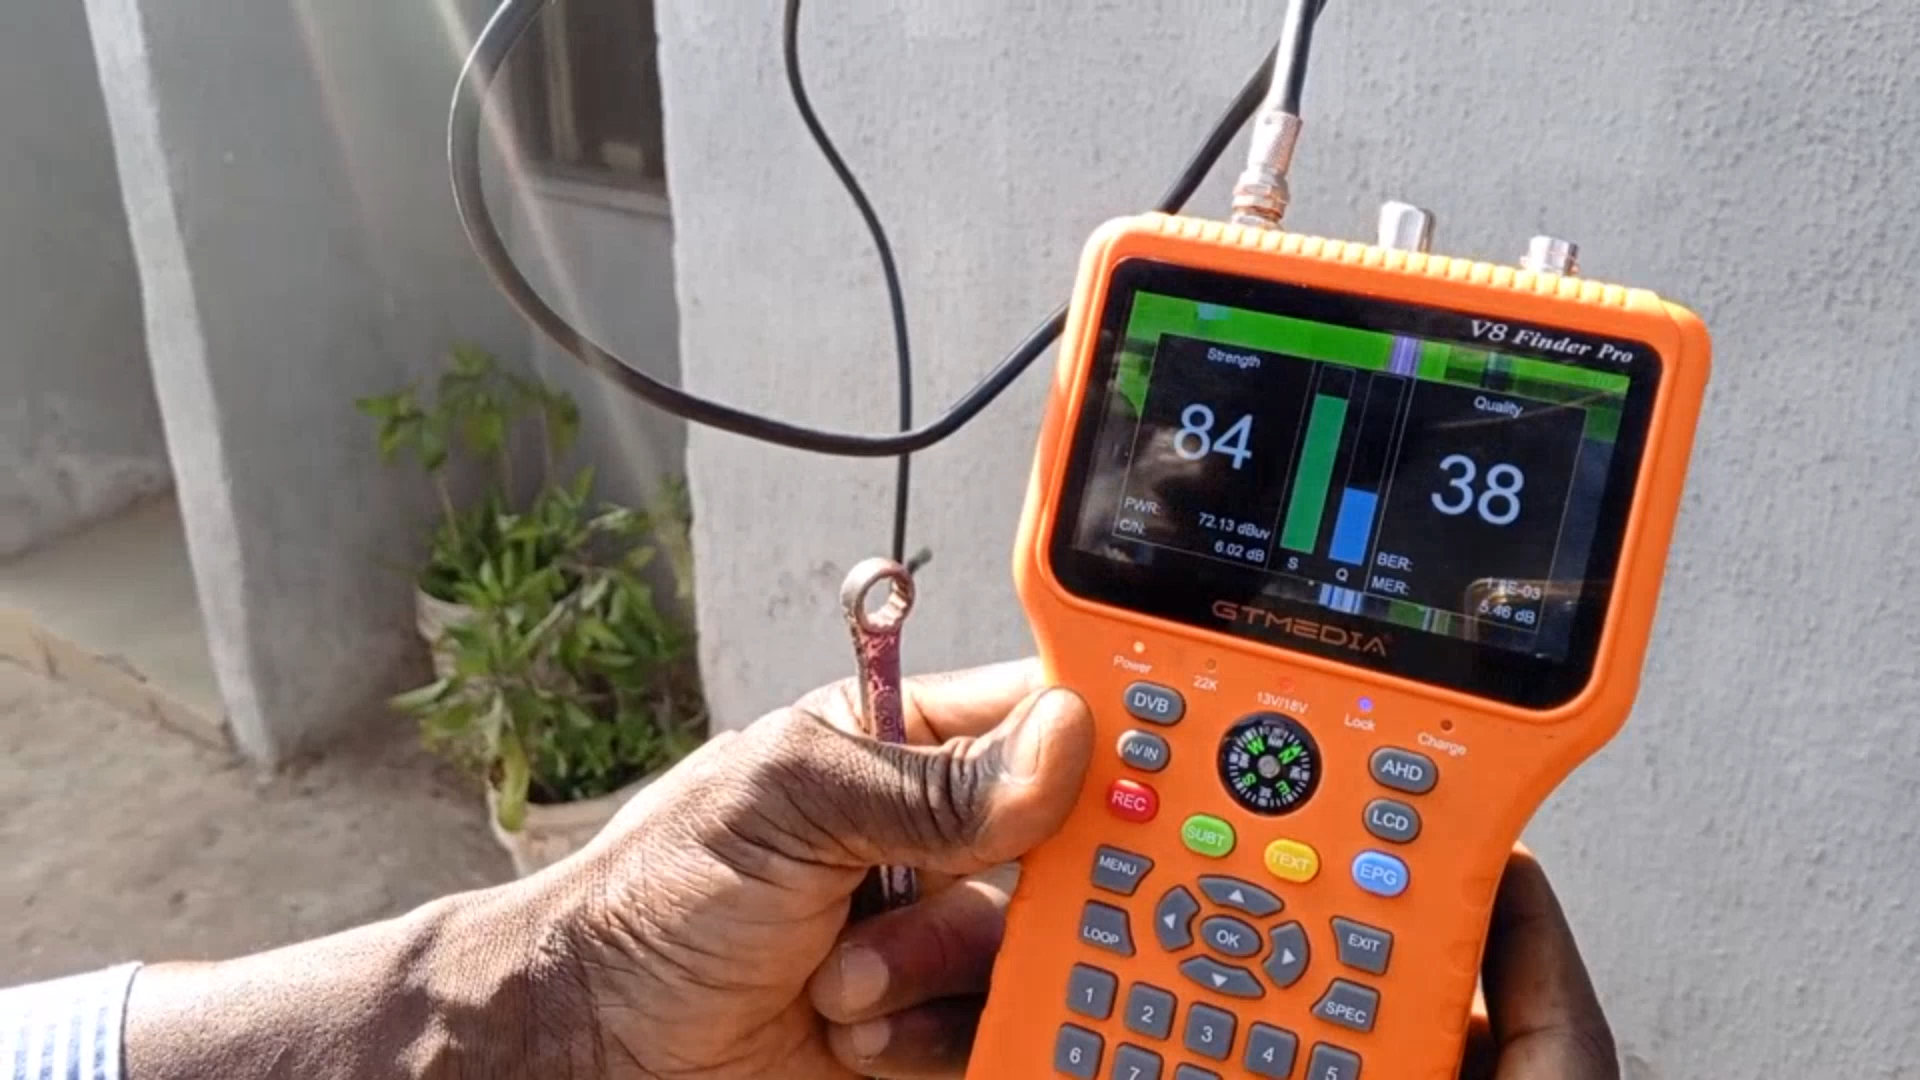 V8 Finder Pro
Strength
Quality
84
38
PWR: 72.13 dBuv
C/N: 6.02 dB
S
Q
BER:
MER: 5.46 dB
GTMEDIA
Power
22K
13V/18V
Lock
Charge
DVB
AV IN
REC
W
N
S
E
AHD
LCD
SUBT
TEXT
EPG
MENU
LOOP
OK
EXIT
SPEC
1
2
3
4
5
6
7